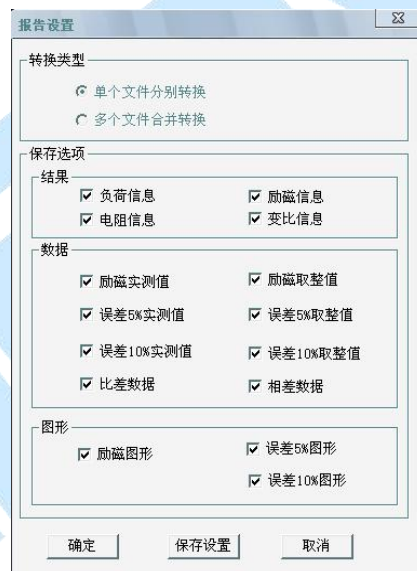 报告设置
转换类型
单个文件分别转换
多个文件合并转换
保存选项
结果
负荷信息 励磁信息
电阻信息 变比信息
数据
励磁实测值 励磁取整值
误差5%实测值 误差5%取整值
误差10%实测值 误差10%取整值
比差数据 相差数据
图形
励磁图形 误差5%图形
误差10%图形
确定 保存设置 取消